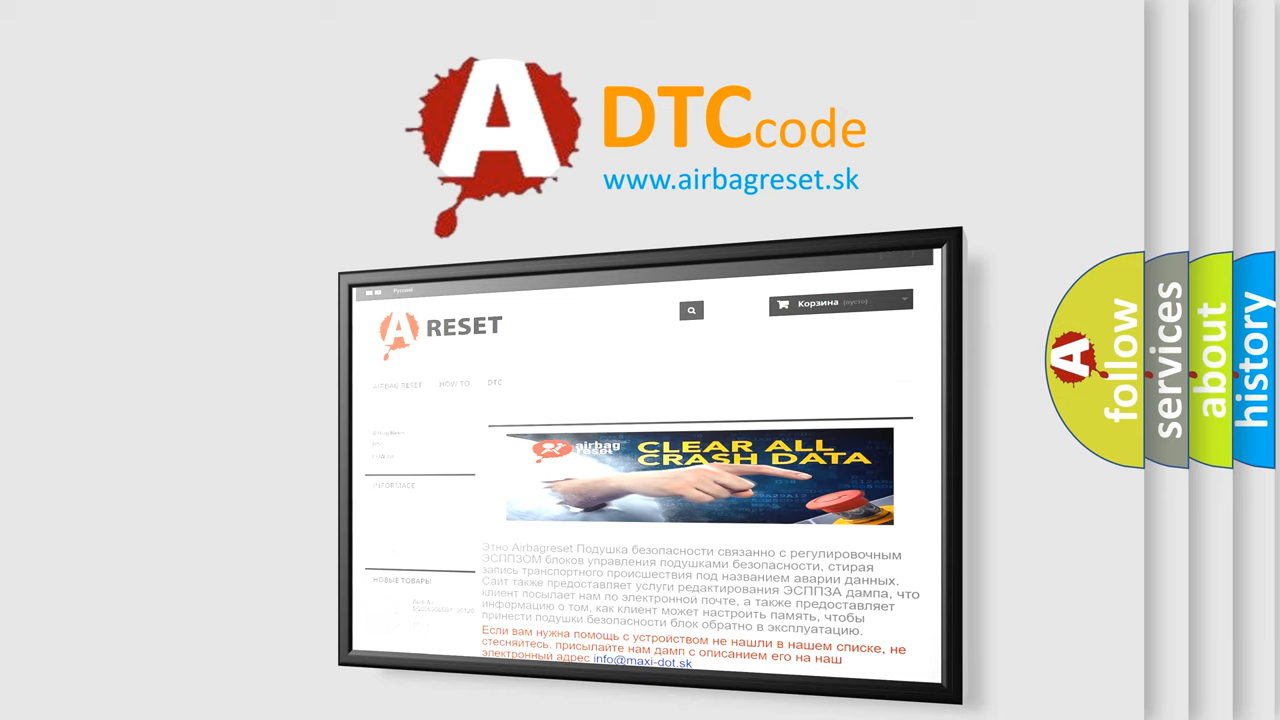 A
DTCcode
www.airbagreset.sk
Русский
A RESET
Корзина (пусто)
AIRBAG RESET HOW TO DTC
INFORMACE
airbag
reset
CLEAR ALL
CRASH DATA
НОВЫЕ ТОВАРЫ
Этно Airbagreset Подушка безопасности связанно с регулировочным
ЭСППЗОМ блоков управления подушками безопасности, стирая
запись транспортного происшествия под названием аварии данных.
Сайт также предоставляет услуги редактирования ЭСППЗА дампа, что
клиент посылает нам по электронной почте, а также предоставляет
информацию о том, как клиент может настроить память, чтобы
принести подушки безопасности блок обратно в эксплуатацию.
Если вам нужна помощь с устройством не нашли в нашем списке, не
стесняйтесь, присылайте нам дамп с описанием его на наш
электронный адрес info@maxi-dot.sk
A
follow
services
about
history